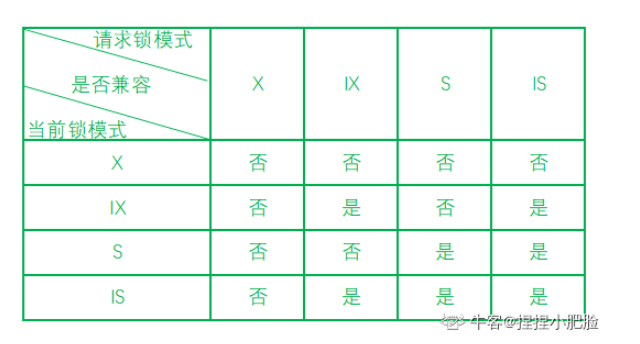 请求锁模式
是否兼容
当前锁模式
X IX S IS
X 否 否 否 否
IX 否 是 否 是
S 否 否 是 是
IS 否 是 是 是
牛客@捏捏小肥脸